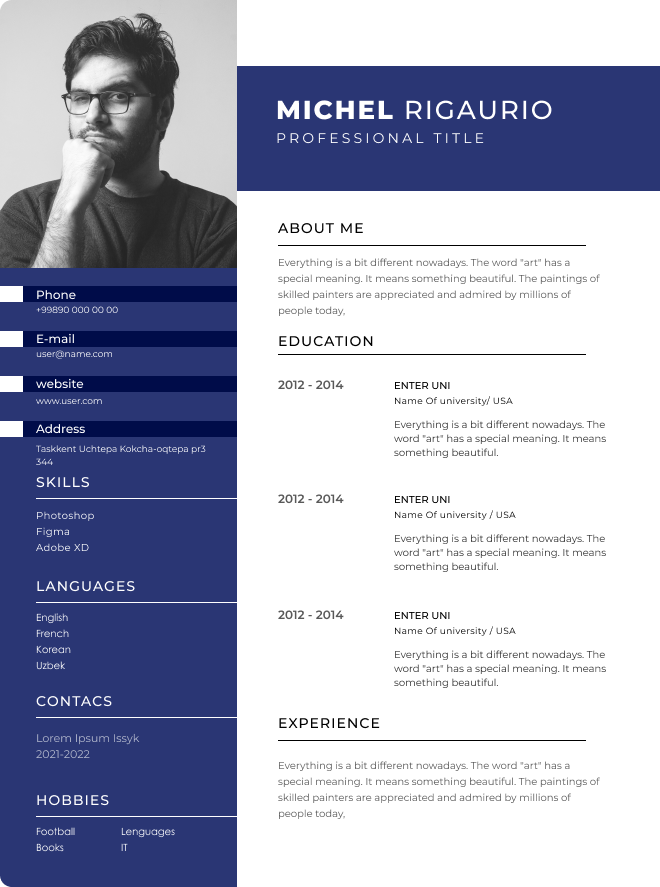 MICHEL RIGAURIO
PROFESSIONAL TITLE
Phone
+99890 000 00 00
E-mail
user@name.com
website
www.user.com
Address
Taskkent Uchtepa Kokcha-oqtepa pr3
344
SKILLS
Photoshop
Figma
Adobe XD
LANGUAGES
English
French
Korean
Uzbek
CONTACS
Lorem Ipsum Issyk
2021-2022
HOBBIES
Football Lenguages
Books IT
ABOUT ME
Everything is a bit different nowadays. The word "art" has a
special meaning. It means something beautiful. The paintings of
skilled painters are appreciated and admired by millions of
people today,
EDUCATION
2012 - 2014 ENTER UNI
Name Of university/ USA
Everything is a bit different nowadays. The
word "art" has a special meaning. It means
something beautiful.
2012 - 2014 ENTER UNI
Name Of university / USA
Everything is a bit different nowadays. The
word "art" has a special meaning. It means
something beautiful.
2012 - 2014 ENTER UNI
Name Of university / USA
Everything is a bit different nowadays. The
word "art" has a special meaning. It means
something beautiful.
EXPERIENCE
Everything is a bit different nowadays. The word "art" has a
special meaning. It means something beautiful. The paintings of
skilled painters are appreciated and admired by millions of
people today,